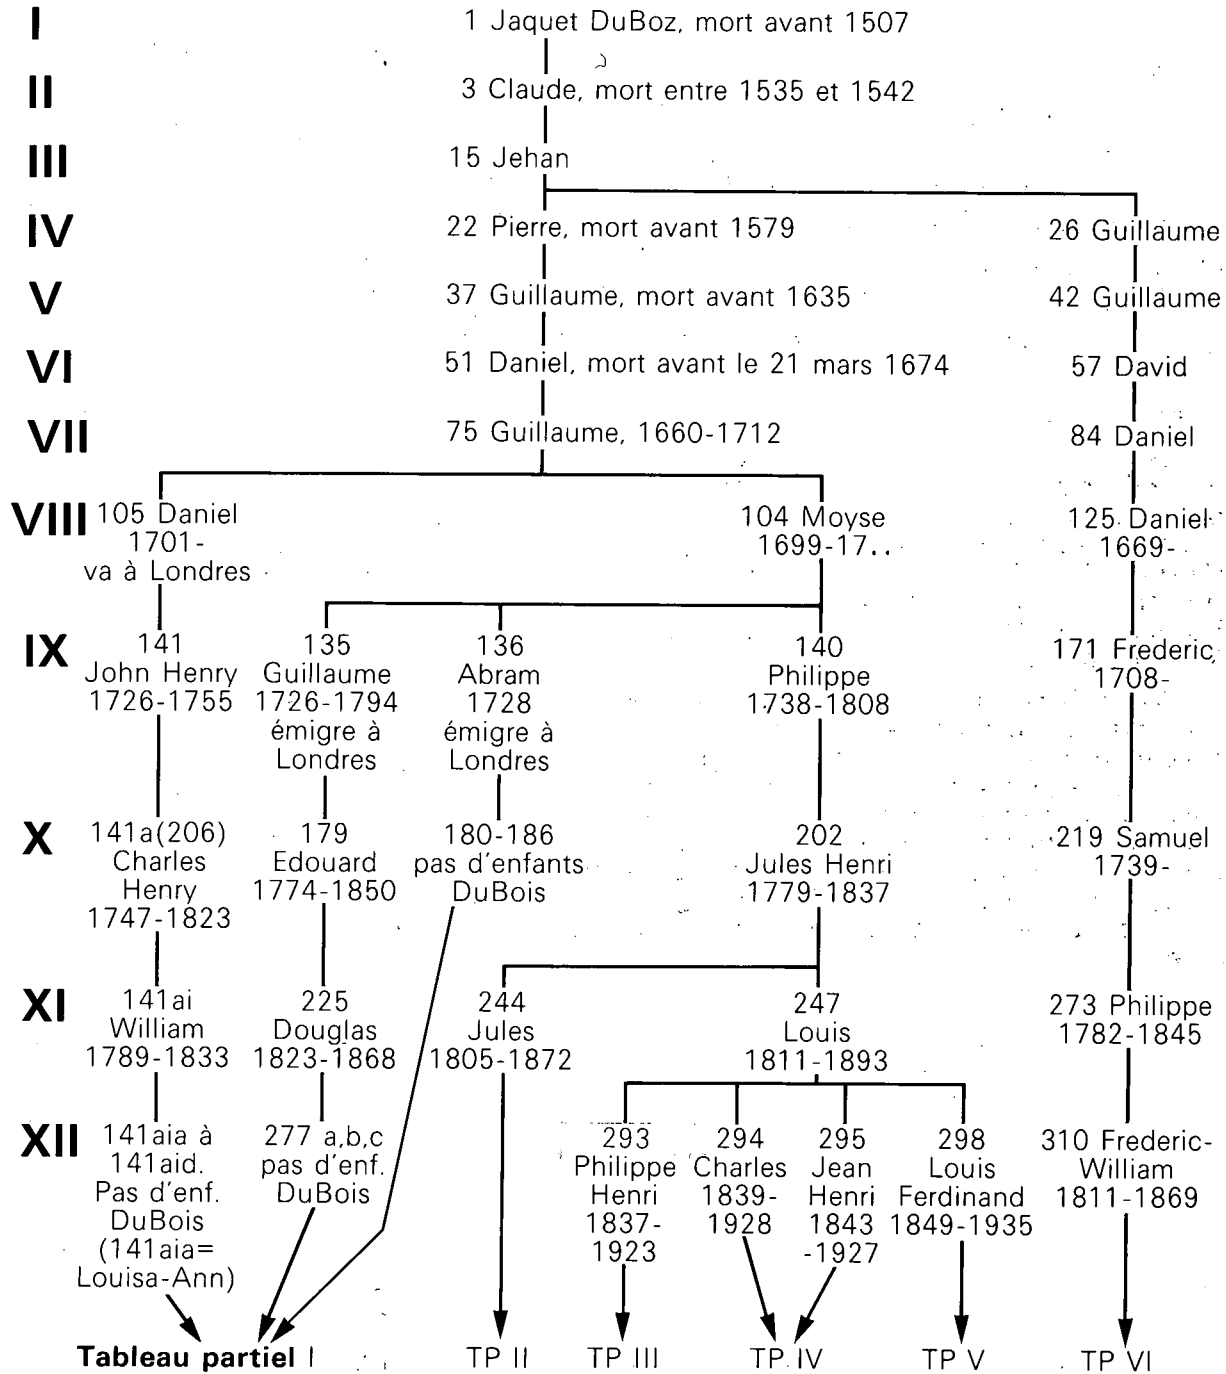 I
1 Jaquet DuBoz, mort avant 1507
II
3 Claude, mort entre 1535 et 1542
III
15 Jehan
IV
22 Pierre, mort avant 1579
26 Guillaume
V
37 Guillaume, mort avant 1635
42 Guillaume
VI
51 Daniel, mort avant le 21 mars 1674
57 David
VII
75 Guillaume, 1660-1712
84 Daniel
VIII
105 Daniel
1701-
va à Londres
104 Moyse
1699-17..
125 Daniel
1669-
IX
141
John Henry
1726-1755
135
Guillaume
1726-1794
émigre à
Londres
136
Abram
1728
émigre à
Londres
140
Philippe
1738-1808
171 Frederic,
1708-
X
141a(206)
Charles
Henry
1747-1823
179
Edouard
1774-1850
180-186
pas d'enfants
DuBois
202
Jules Henri
1779-1837
219 Samuel
1739-
XI
141ai
William
1789-1833
225
Douglas
1823-1868
244
Jules
1805-1872
247
Louis
1811-1893
273 Philippe
1782-1845
XII
141aia à
141aid.
Pas d'enf.
DuBois
(141aia=
Louisa-Ann)
277 a,b,c
pas d'enf.
DuBois
293
Philippe
Henri
1837-
1923
294
Charles
1839-
1928
295
Jean
Henri
1843
-1927
298
Louis
Ferdinand
1849-1935
310 Frederic-
William
1811-1869
Tableau partiel I
TP II
TP III
TP IV
TP V
TP VI